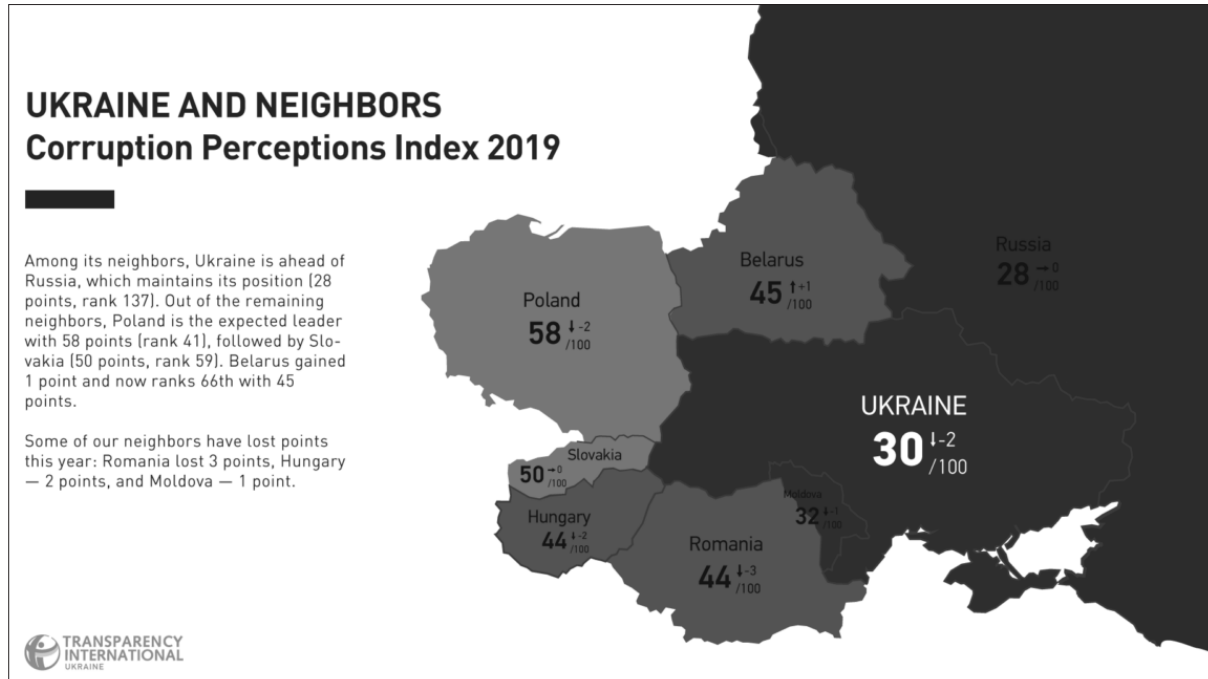 UKRAINE AND NEIGHBORS
Corruption Perceptions Index 2019
Among its neighbors, Ukraine is ahead of
Russia, which maintains its position (28
points, rank 137). Out of the remaining
neighbors, Poland is the expected leader
with 58 points (rank 41), followed by Slo-
vakia (50 points, rank 59). Belarus gained
1 point and now ranks 66th with 45
points.
Some of our neighbors have lost points
this year: Romania lost 3 points, Hungary
— 2 points, and Moldova — 1 point.
Russia
28 →0
/100
Belarus
45 ↑+1
/100
Poland
58 ↓-2
/100
UKRAINE
30 ↓-2
/100
Slovakia
50 →0
/100
Moldova
32 ↓-1
/100
Hungary
44 ↓-2
/100
Romania
44 ↓-3
/100
TRANSPARENCY
INTERNATIONAL
UKRAINE